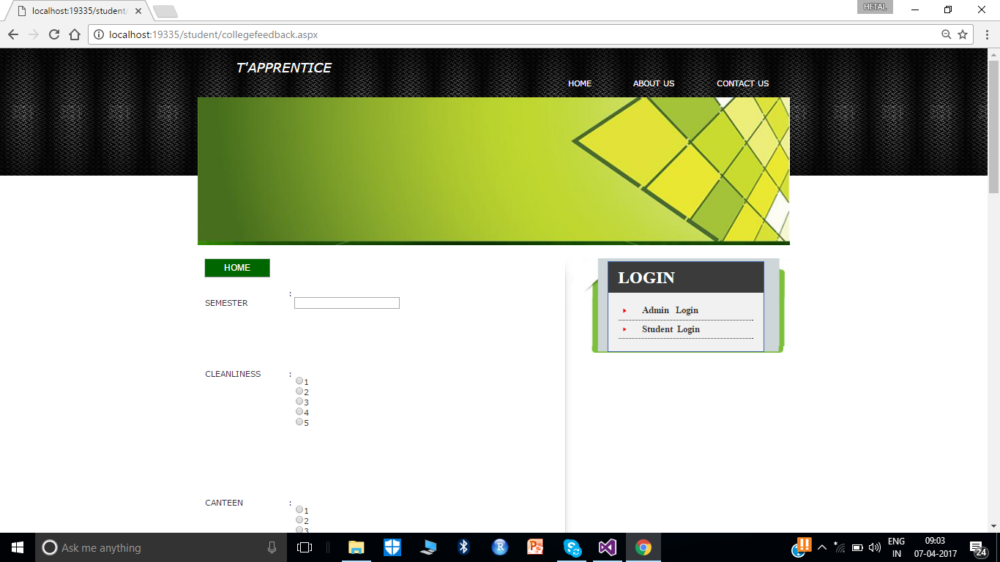 localhost:19335/student/
HETAL
localhost:19335/student/collegefeedback.aspx
T'APPRENTICE
HOME ABOUT US CONTACT US
HOME
SEMESTER :
CLEANLINESS :
1
2
3
4
5
CANTEEN :
1
2
3
LOGIN
Admin Login
Student Login
Ask me anything
ENG
IN
09:03
07-04-2017
24